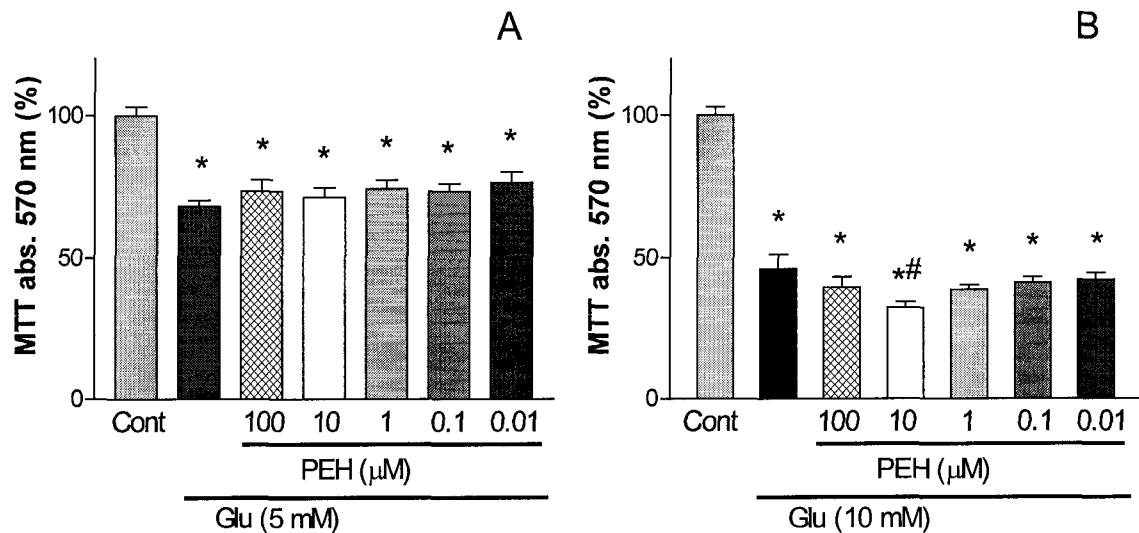 A
MTT abs. 570 nm (%)
100
50
0
* * * * * *
Cont 100 10 1 0.1 0.01
PEH (µM)
Glu (5 mM)
B
MTT abs. 570 nm (%)
100
50
0
* * *# * * *
Cont 100 10 1 0.1 0.01
PEH (µM)
Glu (10 mM)